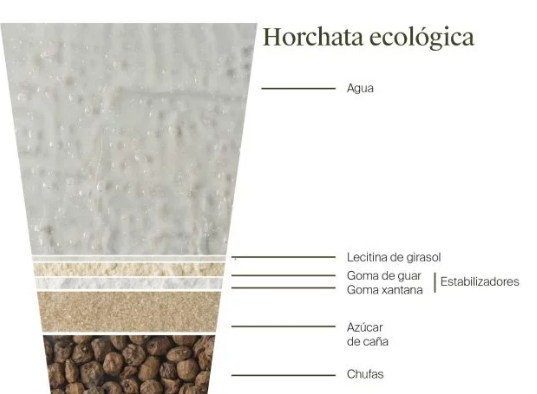 Horchata ecológica
Agua
Lecitina de girasol
Goma de guar
Goma xantana
Estabilizadores
Azúcar
de caña
Chufas